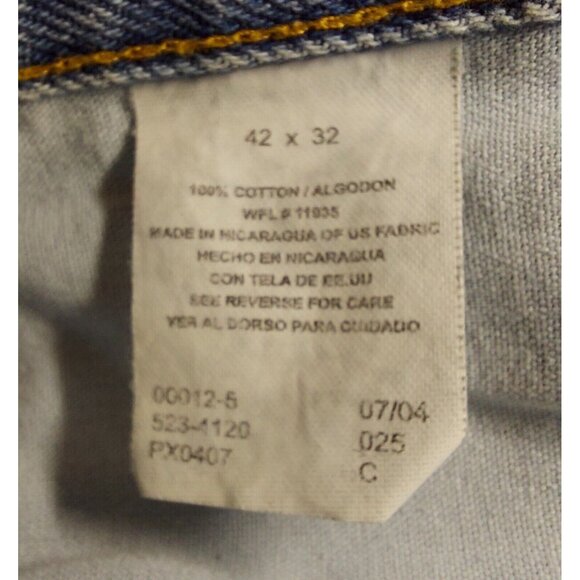 42 x 32
100% COTTON / ALGODON
WPL # 11035
MADE IN NICARAGUA OF US FABRIC
HECHO EN NICARAGUA
CON TELA DE EE.UU
SEE REVERSE FOR CARE
VER AL DORSO PARA CUIDADO
00012-5
07/04
523-4120
025
PX0407
C